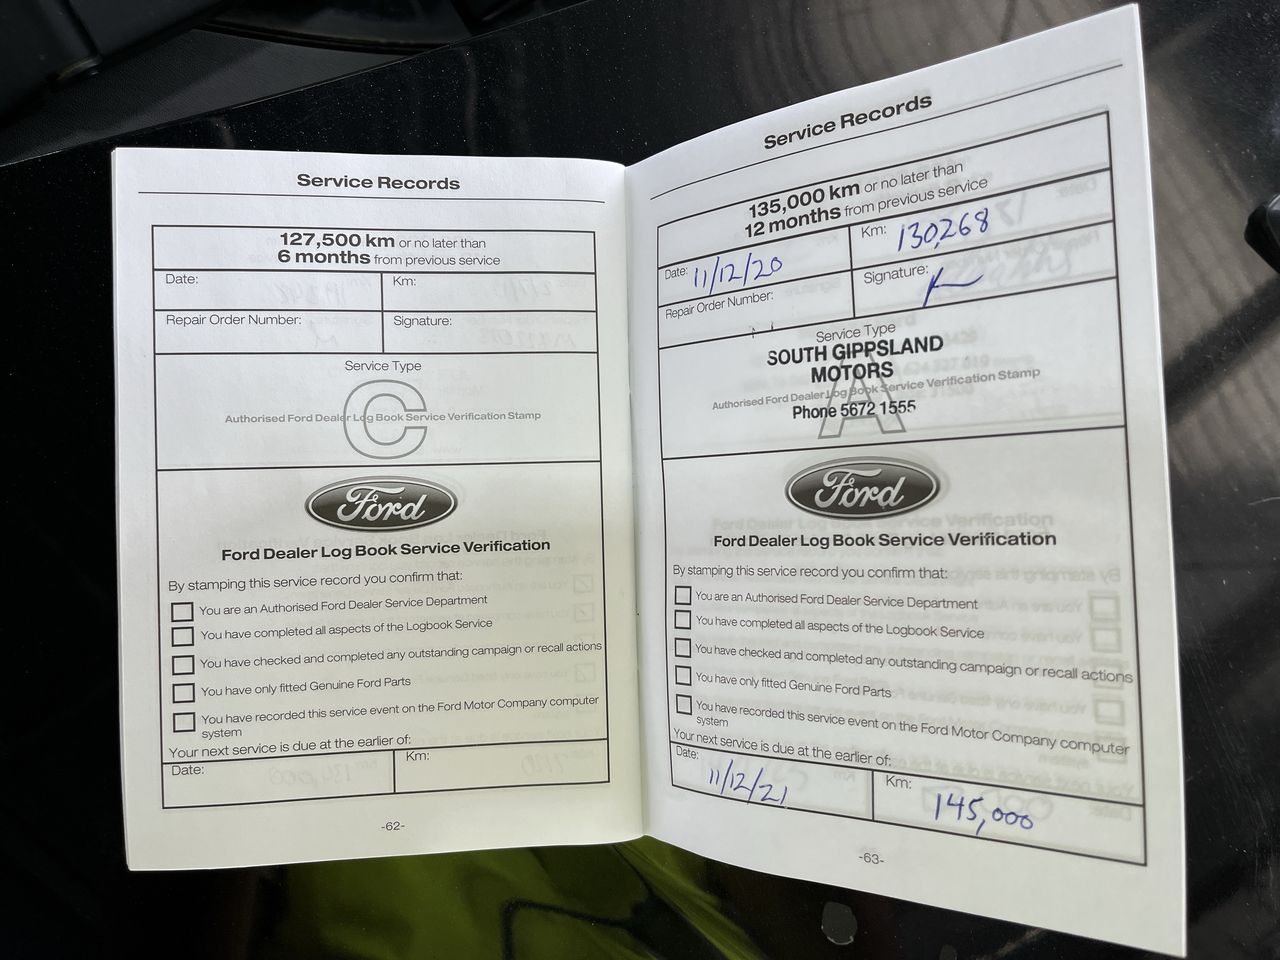 Service Records
127,500 km or no later than
6 months from previous service
Date:
Km:
Repair Order Number:
Signature:
Service Type
C
Authorised Ford Dealer Log Book Service Verification Stamp
Ford
Ford Dealer Log Book Service Verification
By stamping this service record you confirm that:
You are an Authorised Ford Dealer Service Department
You have completed all aspects of the Logbook Service
You have checked and completed any outstanding campaign or recall actions
You have only fitted Genuine Ford Parts
You have recorded this service event on the Ford Motor Company computer
system
Your next service is due at the earlier of:
Date:
Km:
-62-
Service Records
135,000 km or no later than
12 months from previous service
Date: 11/12/20
Km: 130,268
Repair Order Number:
Signature:
Service Type
SOUTH GIPPSLAND
MOTORS
A
Authorised Ford Dealer Log Book Service Verification Stamp
Phone 5672 1555
Ford
Ford Dealer Log Book Service Verification
By stamping this service record you confirm that:
You are an Authorised Ford Dealer Service Department
You have completed all aspects of the Logbook Service
You have checked and completed any outstanding campaign or recall actions
You have only fitted Genuine Ford Parts
You have recorded this service event on the Ford Motor Company computer
system
Your next service is due at the earlier of:
Date: 11/12/21
Km: 145,000
-63-